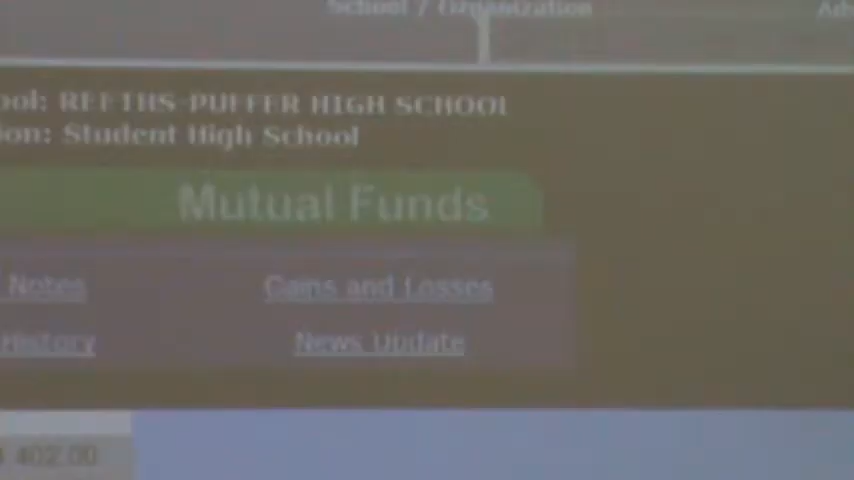 School / Organization
ool: REETHS-PUFFER HIGH SCHOOL
ion: Student High School
Mutual Funds
Notes
Gains and Losses
History
News Update
402.00